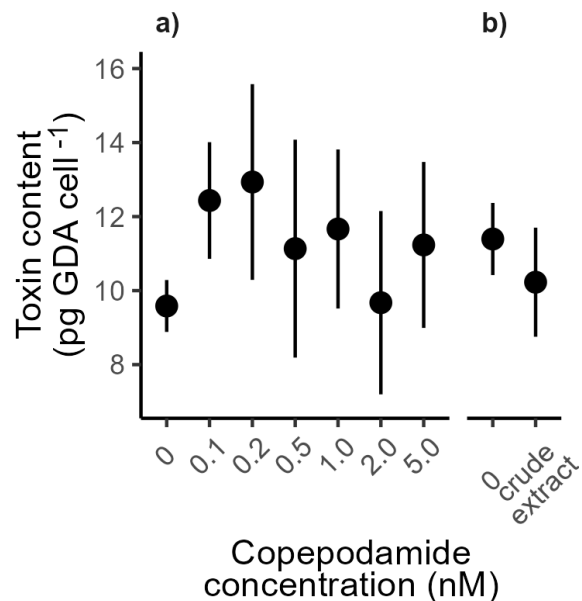 a)
b)
Toxin content
(pg GDA cell⁻¹)
16
14
12
10
8
0
0.1
0.2
0.5
1.0
2.0
5.0
0
crude
extract
Copepodamide
concentration (nM)